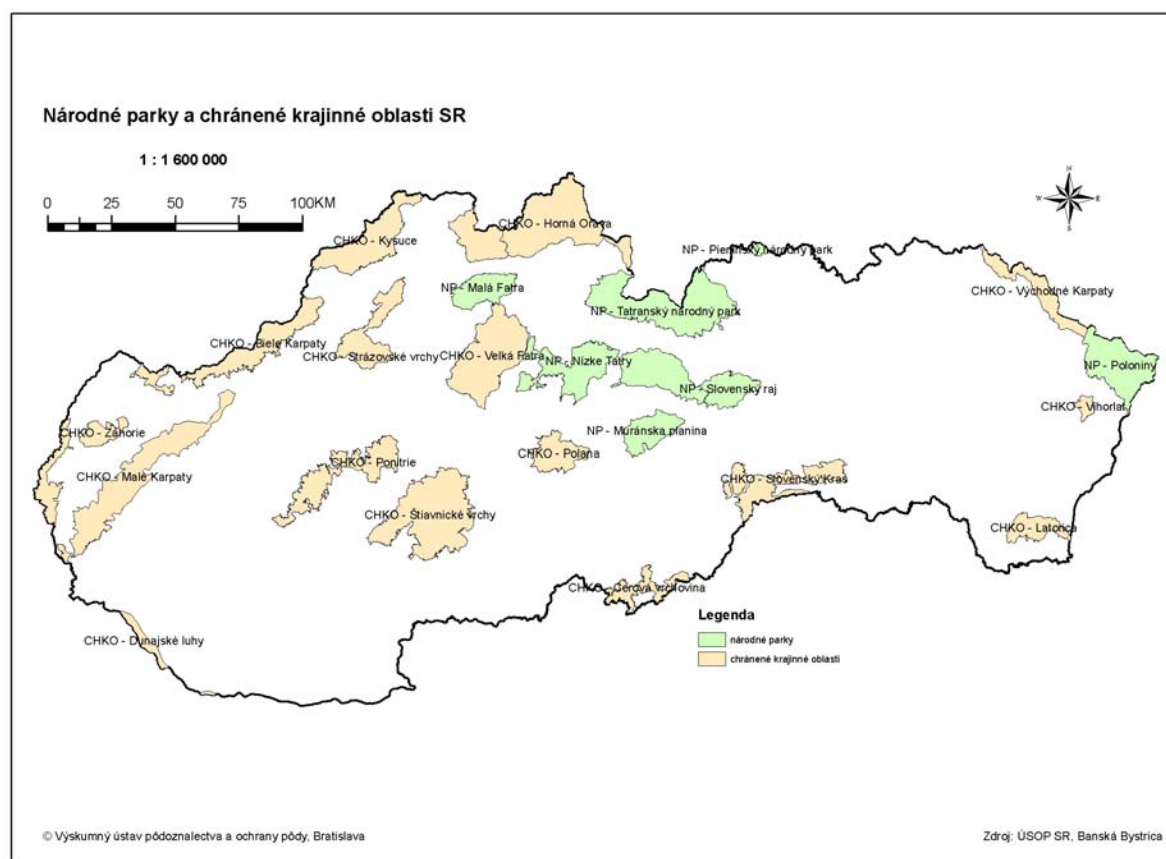 Národné parky a chránené krajinné oblasti SR
1 : 1 600 000
0 25 50 75 100KM
N
W E
S
CHKO - Horná Orava
CHKO - Kysuce
NP - Pieninský národný park
NP - Malá Fatra
CHKO - Východné Karpaty
NP - Tatranský národný park
CHKO - Biele Karpaty
CHKO - Strázovské vrchy
CHKO - Velká Fatra
NP - Nízke Tatry
NP - Poloniny
NP - Slovenský raj
CHKO - Vihorlat
CHKO - Záhorie
NP - Muránska planina
CHKO - Polana
CHKO - Ponitrie
CHKO - Malé Karpaty
CHKO - Slovenský Kras
CHKO - Štiavnické vrchy
CHKO - Latorica
CHKO - Cerová vrchovina
Legenda
národné parky
chránené krajinné oblasti
CHKO - Dunajské luhy
© Výskumný ústav pôdoznalectva a ochrany pôdy, Bratislava
Zdroj: ÚSOP SR, Banská Bystrica